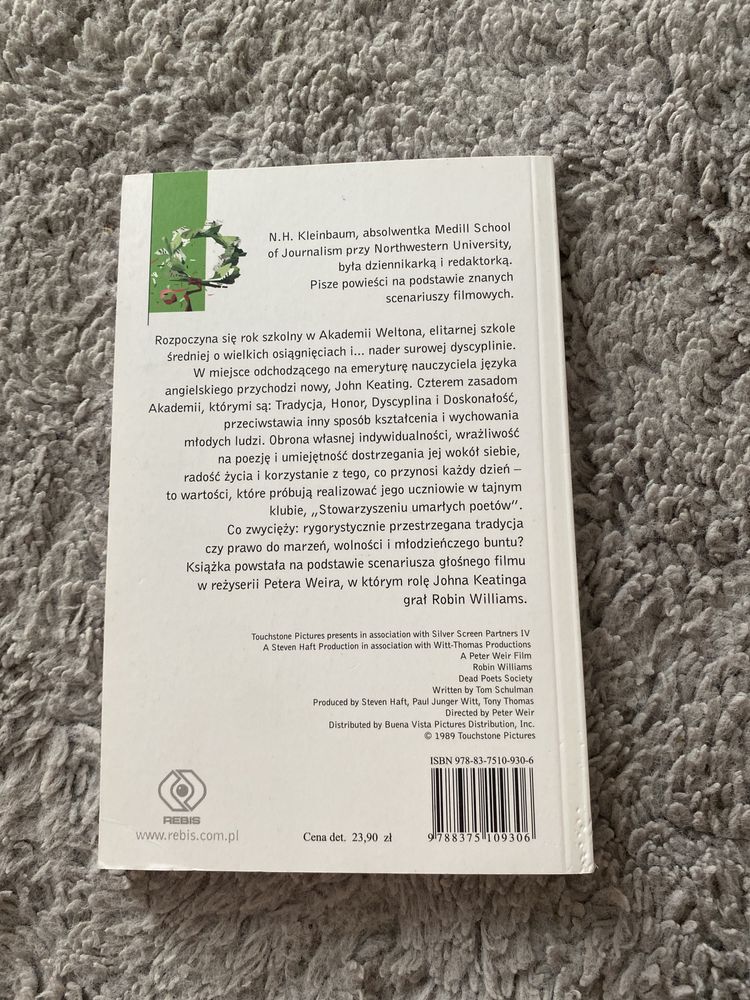 N.H. Kleinbaum, absolwentka Medill School
of Journalism przy Northwestern University,
była dziennikarką i redaktorką.
Pisze powieści na podstawie znanych
scenariuszy filmowych.
Rozpoczyna się rok szkolny w Akademii Weltona, elitarnej szkole
średniej o wielkich osiągnięciach i... nader surowej dyscyplinie.
W miejsce odchodzącego na emeryturę nauczyciela języka
angielskiego przychodzi nowy, John Keating. Czterem zasadom
Akademii, którymi są: Tradycja, Honor, Dyscyplina i Doskonałość,
przeciwstawia inny sposób kształcenia i wychowania
młodych ludzi. Obrona własnej indywidualności, wrażliwość
na poezję i umiejętność dostrzegania jej wokół siebie,
radość życia i korzystanie z tego, co przynosi każdy dzień –
to wartości, które próbują realizować jego uczniowie w tajnym
klubie, „Stowarzyszeniu umarłych poetów”.
Co zwycięży: rygorystycznie przestrzegana tradycja
czy prawo do marzeń, wolności i młodzieńczego buntu?
Książka powstała na podstawie scenariusza głośnego filmu
w reżyserii Petera Weira, w którym rolę Johna Keatinga
grał Robin Williams.
Touchstone Pictures presents in association with Silver Screen Partners IV
A Steven Haft Production in association with Witt-Thomas Productions
A Peter Weir Film
Robin Williams
Dead Poets Society
Written by Tom Schulman
Produced by Steven Haft, Paul Junger Witt, Tony Thomas
Directed by Peter Weir
Distributed by Buena Vista Pictures Distribution, Inc.
© 1989 Touchstone Pictures
ISBN 978-83-7510-930-6
REBIS
www.rebis.com.pl
Cena det. 23,90 zł
9 788375 109306